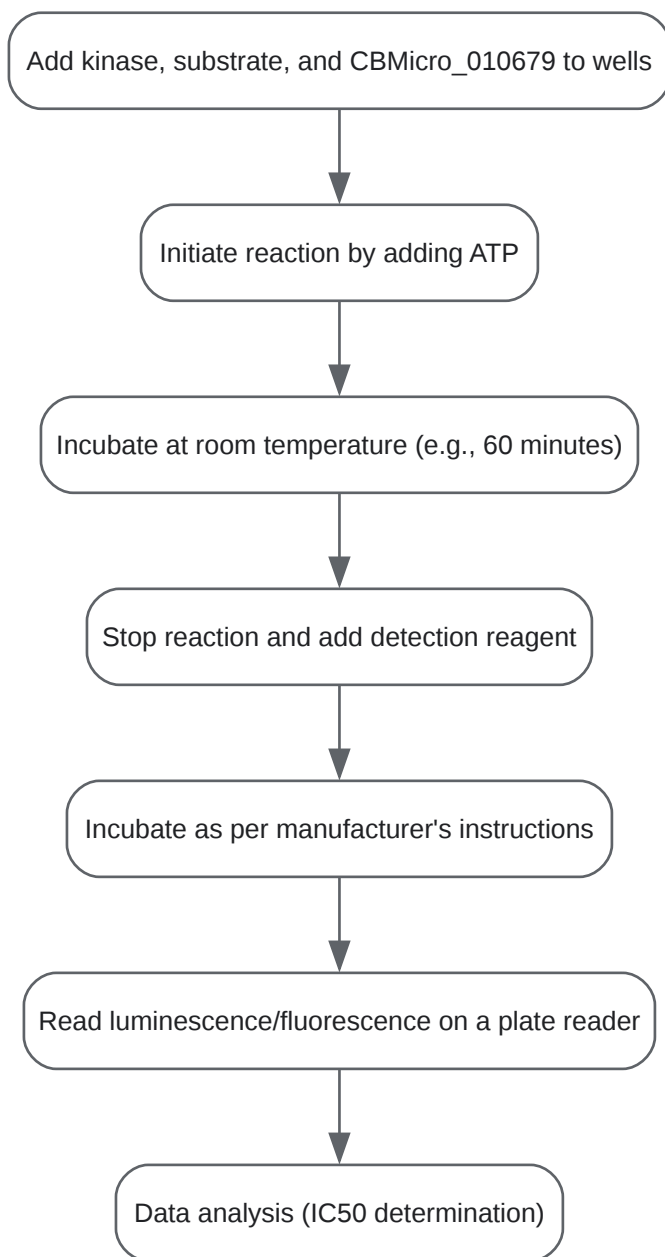 Add kinase, substrate, and CBMicro_010679 to wells
Initiate reaction by adding ATP
Incubate at room temperature (e.g., 60 minutes)
Stop reaction and add detection reagent
Incubate as per manufacturer's instructions
Read luminescence/fluorescence on a plate reader
Data analysis (IC50 determination)